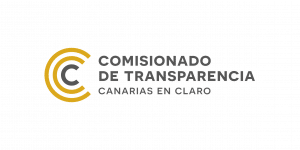 C
COMISIONADO
DE TRANSPARENCIA
CANARIAS EN CLARO